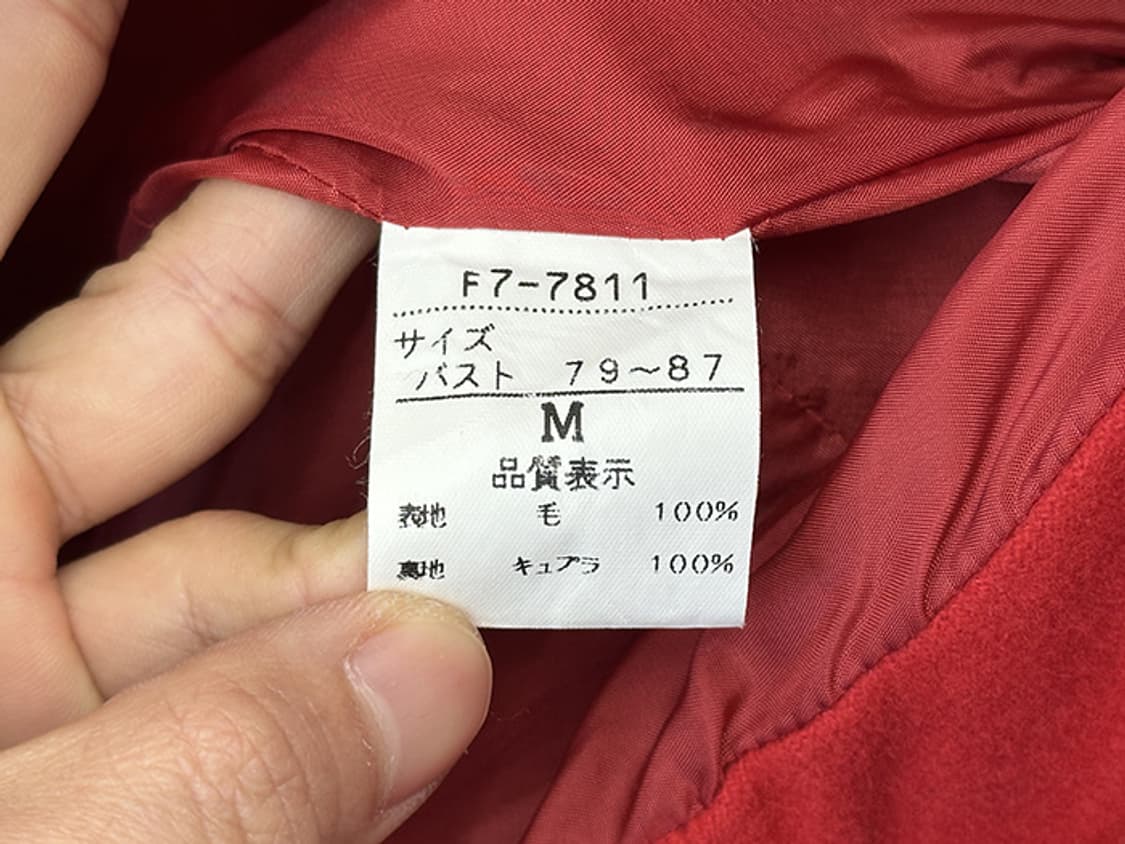 F7-7811
サイズ
バスト 79～87
M
品質表示
表地 毛 100%
裏地 キュプラ 100%